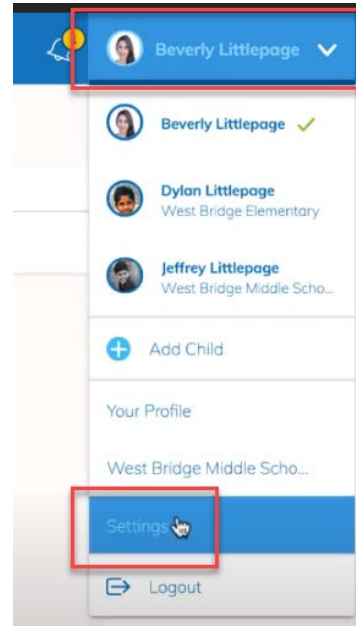 Beverly Littlepage
Beverly Littlepage
Dylan Littlepage
West Bridge Elementary
Jeffrey Littlepage
West Bridge Middle Scho...
Add Child
Your Profile
West Bridge Middle Scho...
Settings
Logout